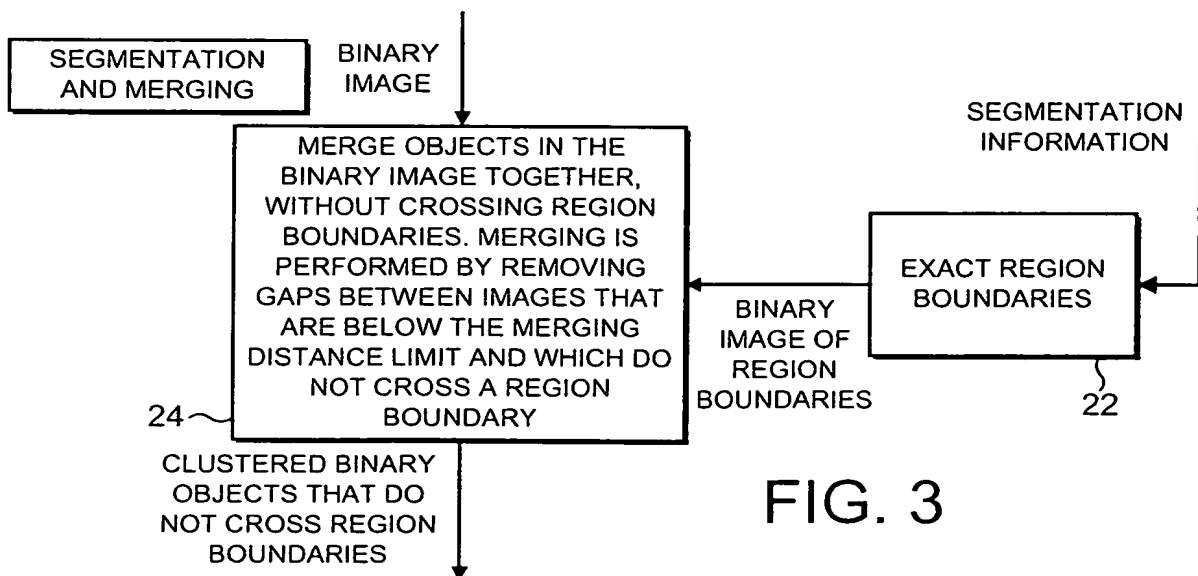 SEGMENTATION
AND MERGING
BINARY
IMAGE
SEGMENTATION
INFORMATION
MERGE OBJECTS IN THE
BINARY IMAGE TOGETHER,
WITHOUT CROSSING REGION
BOUNDARIES. MERGING IS
PERFORMED BY REMOVING
GAPS BETWEEN IMAGES THAT
ARE BELOW THE MERGING
DISTANCE LIMIT AND WHICH DO
NOT CROSS A REGION
BOUNDARY
24
EXACT REGION
BOUNDARIES
22
BINARY
IMAGE OF
REGION
BOUNDARIES
CLUSTERED BINARY
OBJECTS THAT DO
NOT CROSS REGION
BOUNDARIES
FIG. 3